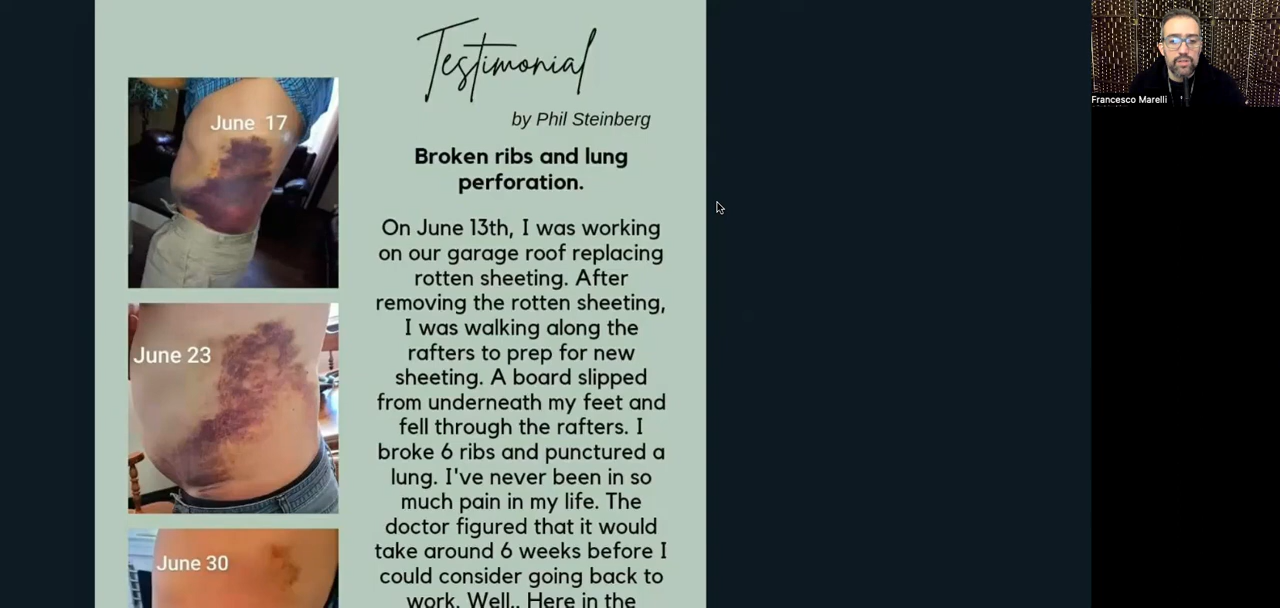 Testimonial
by Phil Steinberg
Broken ribs and lung
perforation.
On June 13th, I was working
on our garage roof replacing
rotten sheeting. After
removing the rotten sheeting,
I was walking along the
rafters to prep for new
sheeting. A board slipped
from underneath my feet and
fell through the rafters. I
broke 6 ribs and punctured a
lung. I've never been in so
much pain in my life. The
doctor figured that it would
take around 6 weeks before I
could consider going back to
work. Well.. Here in the
June 17
June 23
June 30
Francesco Marelli